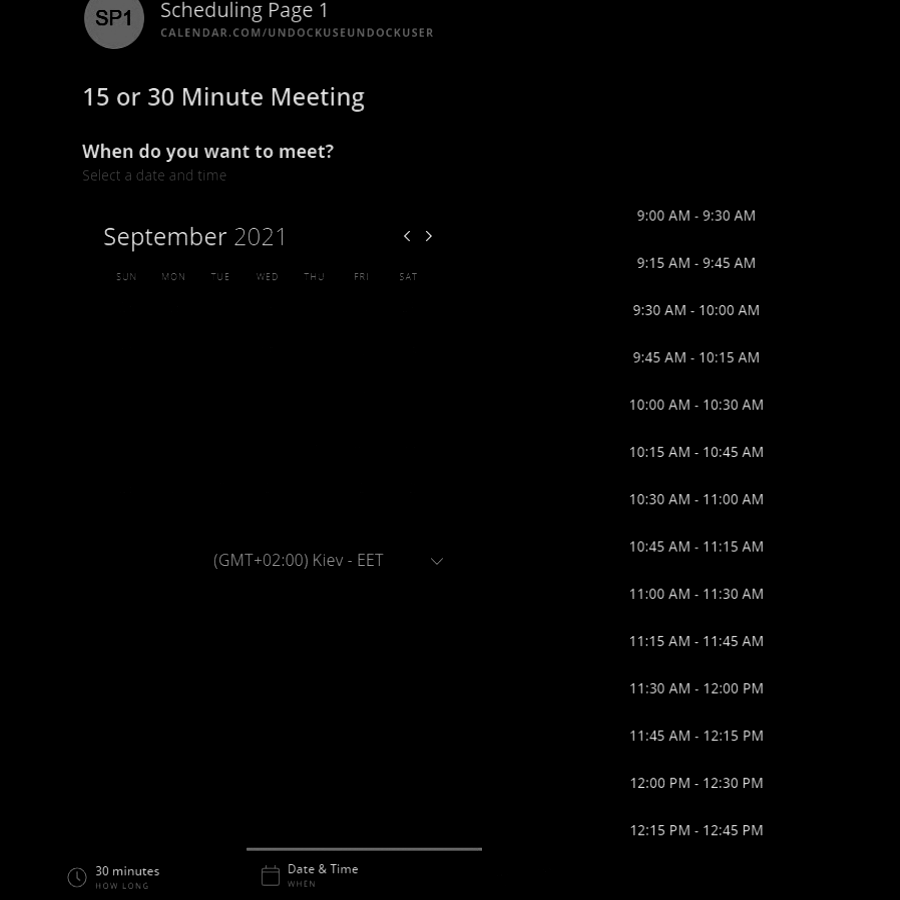 SP1
Scheduling Page 1
CALENDAR.COM/UNDOCKUSEUNDOCKUSER
15 or 30 Minute Meeting
When do you want to meet?
Select a date and time
September 2021
SUN MON TUE WED THU FRI SAT
(GMT+02:00) Kiev - EET
9:00 AM - 9:30 AM
9:15 AM - 9:45 AM
9:30 AM - 10:00 AM
9:45 AM - 10:15 AM
10:00 AM - 10:30 AM
10:15 AM - 10:45 AM
10:30 AM - 11:00 AM
10:45 AM - 11:15 AM
11:00 AM - 11:30 AM
11:15 AM - 11:45 AM
11:30 AM - 12:00 PM
11:45 AM - 12:15 PM
12:00 PM - 12:30 PM
12:15 PM - 12:45 PM
30 minutes
HOW LONG
Date & Time
WHEN